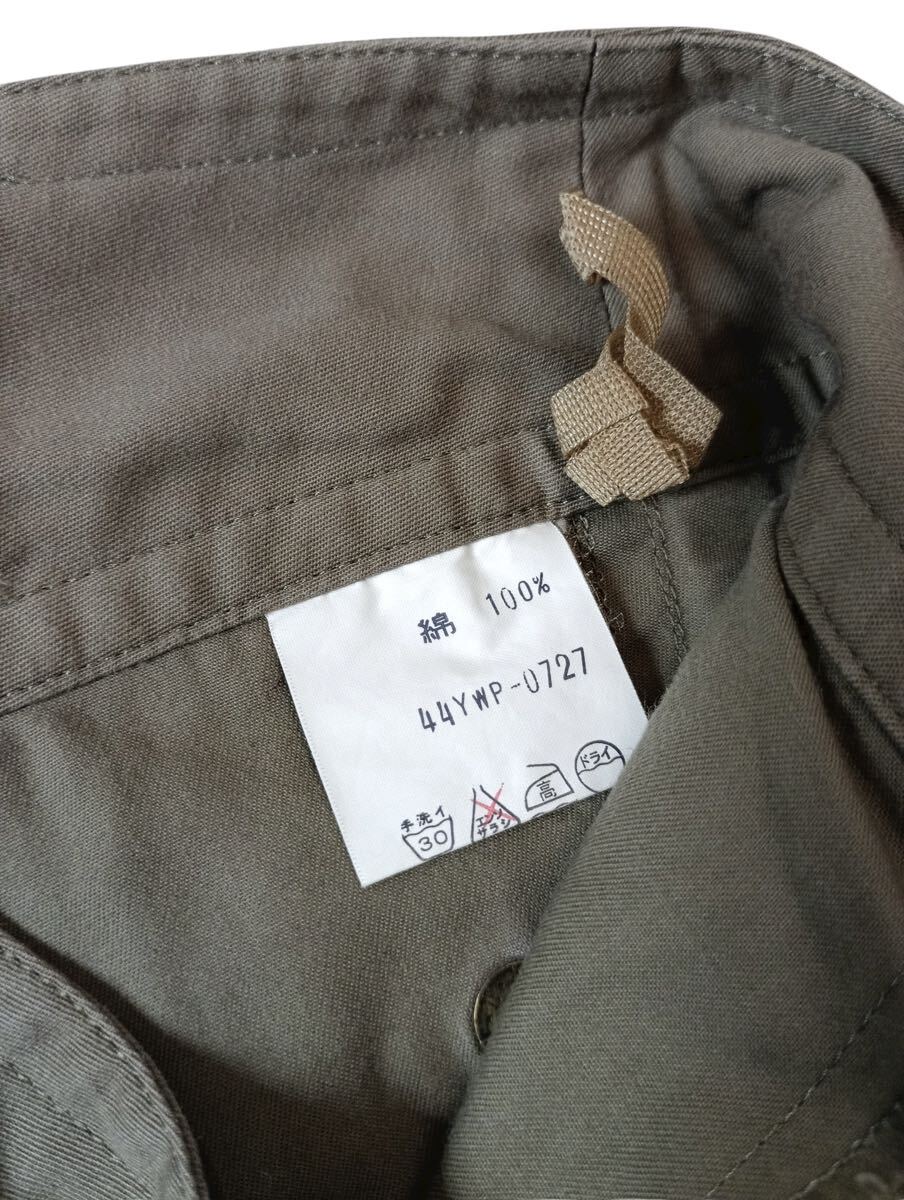 綿 100%
44YWP-0727
手洗イ
30
エンソ
サラシ
高
ドライ